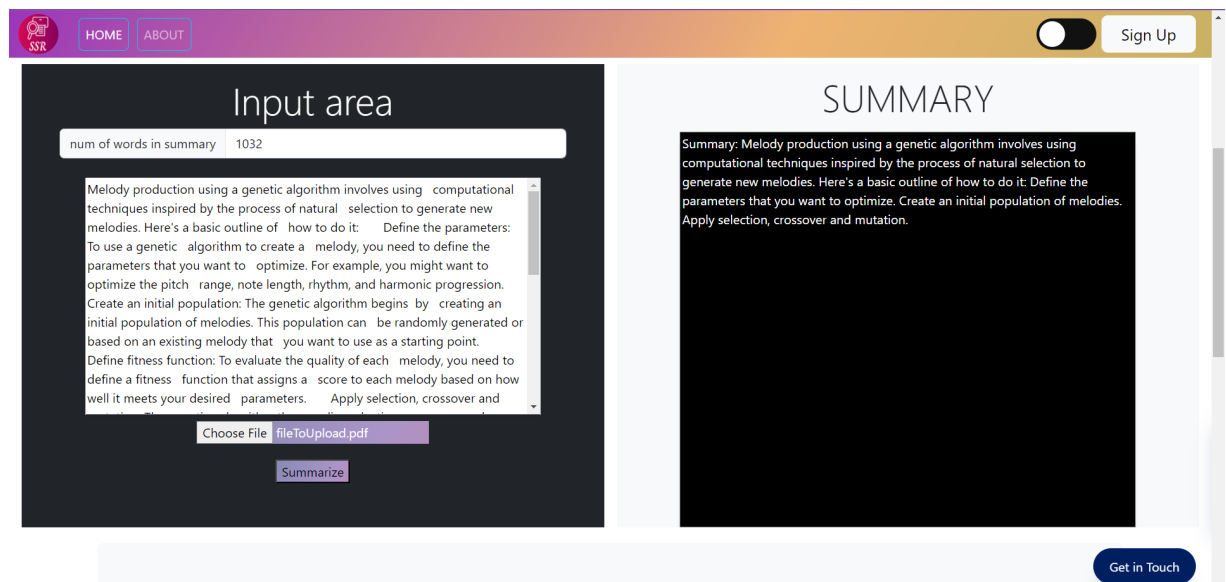 SSR
HOME
ABOUT
Sign Up
Input area
num of words in summary 1032
Melody production using a genetic algorithm involves using computational
techniques inspired by the process of natural selection to generate new
melodies. Here's a basic outline of how to do it: Define the parameters:
To use a genetic algorithm to create a melody, you need to define the
parameters that you want to optimize. For example, you might want to
optimize the pitch range, note length, rhythm, and harmonic progression.
Create an initial population: The genetic algorithm begins by creating an
initial population of melodies. This population can be randomly generated or
based on an existing melody that you want to use as a starting point.
Define fitness function: To evaluate the quality of each melody, you need to
define a fitness function that assigns a score to each melody based on how
well it meets your desired parameters. Apply selection, crossover and
Choose File fileToUpload.pdf
Summarize
SUMMARY
Summary: Melody production using a genetic algorithm involves using
computational techniques inspired by the process of natural selection to
generate new melodies. Here's a basic outline of how to do it: Define the
parameters that you want to optimize. Create an initial population of melodies.
Apply selection, crossover and mutation.
Get in Touch